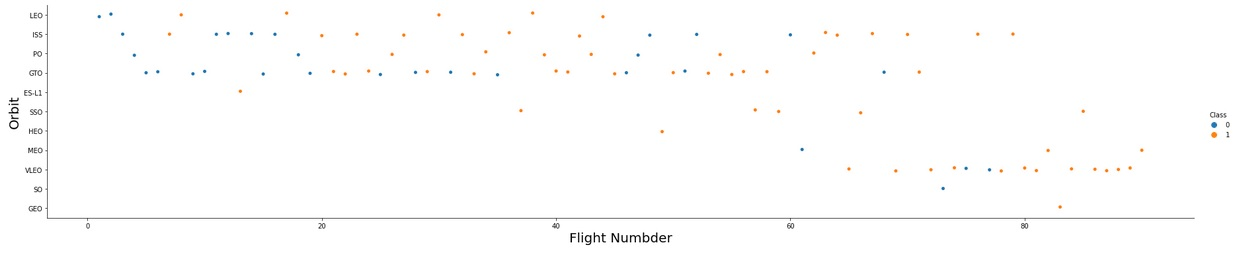 LEO
ISS
PO
GTO
ES-L1
SSO
HEO
MEO
VLEO
SO
GEO
Orbit
0 20 40 60 80
Flight Numbder
Class
0
1